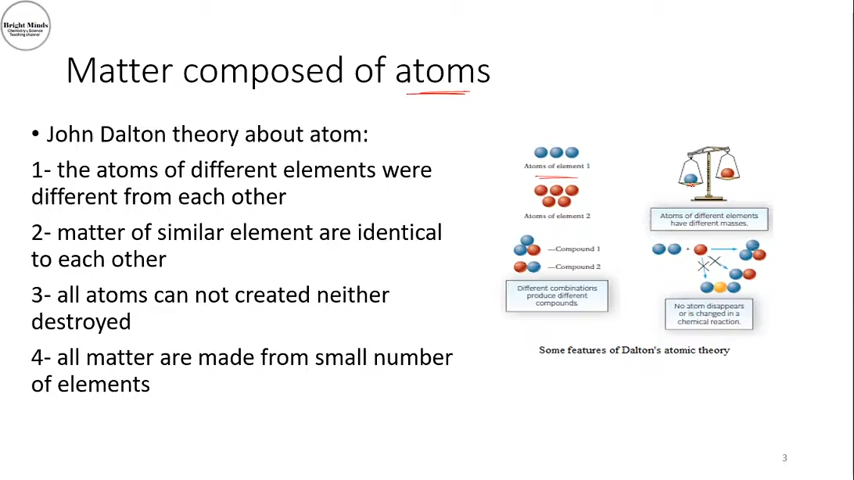 Bright Minds
Chemistry & Science
Teaching channel
Matter composed of atoms
• John Dalton theory about atom:
1- the atoms of different elements were
different from each other
2- matter of similar element are identical
to each other
3- all atoms can not created neither
destroyed
4- all matter are made from small number
of elements
Atoms of element 1
Atoms of element 2
—Compound 1
—Compound 2
Different combinations
produce different
compounds.
Atoms of different elements
have different masses.
+
No atom disappears
or is changed in a
chemical reaction.
Some features of Dalton's atomic theory
3